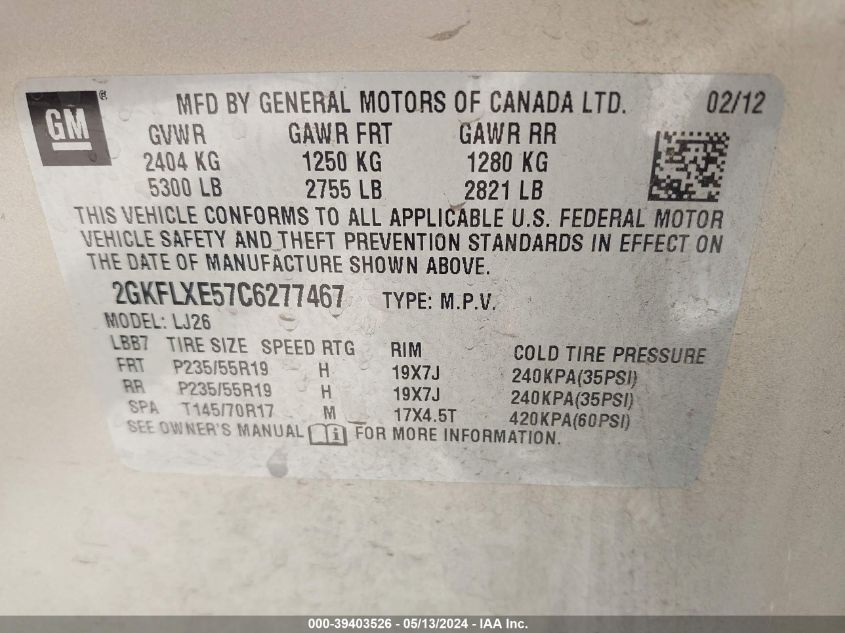 GM ®
MFD BY GENERAL MOTORS OF CANADA LTD. 02/12
GVWR GAWR FRT GAWR RR
2404 KG 1250 KG 1280 KG
5300 LB 2755 LB 2821 LB
THIS VEHICLE CONFORMS TO ALL APPLICABLE U.S. FEDERAL MOTOR
VEHICLE SAFETY AND THEFT PREVENTION STANDARDS IN EFFECT ON
THE DATE OF MANUFACTURE SHOWN ABOVE.
2GKFLXE57C6277467 TYPE: M.P.V.
MODEL: LJ26
LBB7 TIRE SIZE SPEED RTG RIM COLD TIRE PRESSURE
FRT P235/55R19 H 19X7J 240KPA(35PSI)
RR P235/55R19 H 19X7J 240KPA(35PSI)
SPA T145/70R17 M 17X4.5T 420KPA(60PSI)
SEE OWNER'S MANUAL i FOR MORE INFORMATION.
000-39403526 - 05/13/2024 - IAA Inc.